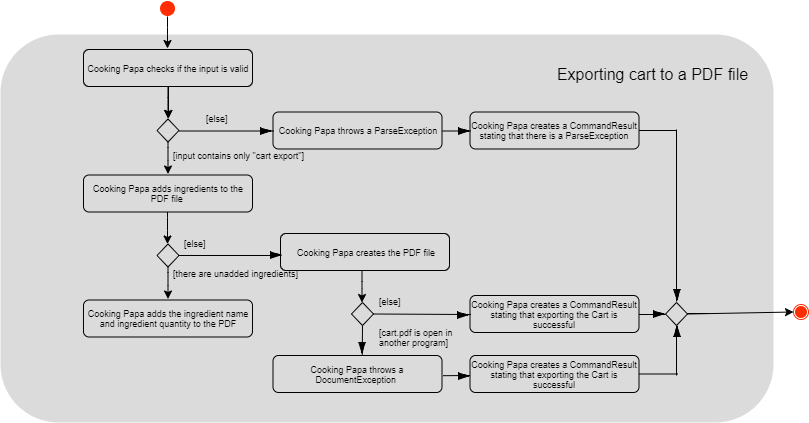 Exporting cart to a PDF file
Cooking Papa checks if the input is valid
[else]
Cooking Papa throws a ParseException
Cooking Papa creates a CommandResult
stating that there is a ParseException
[input contains only "cart export"]
Cooking Papa adds ingredients to the
PDF file
[else]
Cooking Papa creates the PDF file
[there are unadded ingredients]
Cooking Papa adds the ingredient name
and ingredient quantity to the PDF
[else]
Cooking Papa creates a CommandResult
stating that exporting the Cart is
successful
[cart.pdf is open in
another program]
Cooking Papa throws a
DocumentException
Cooking Papa creates a CommandResult
stating that exporting the Cart is
successful